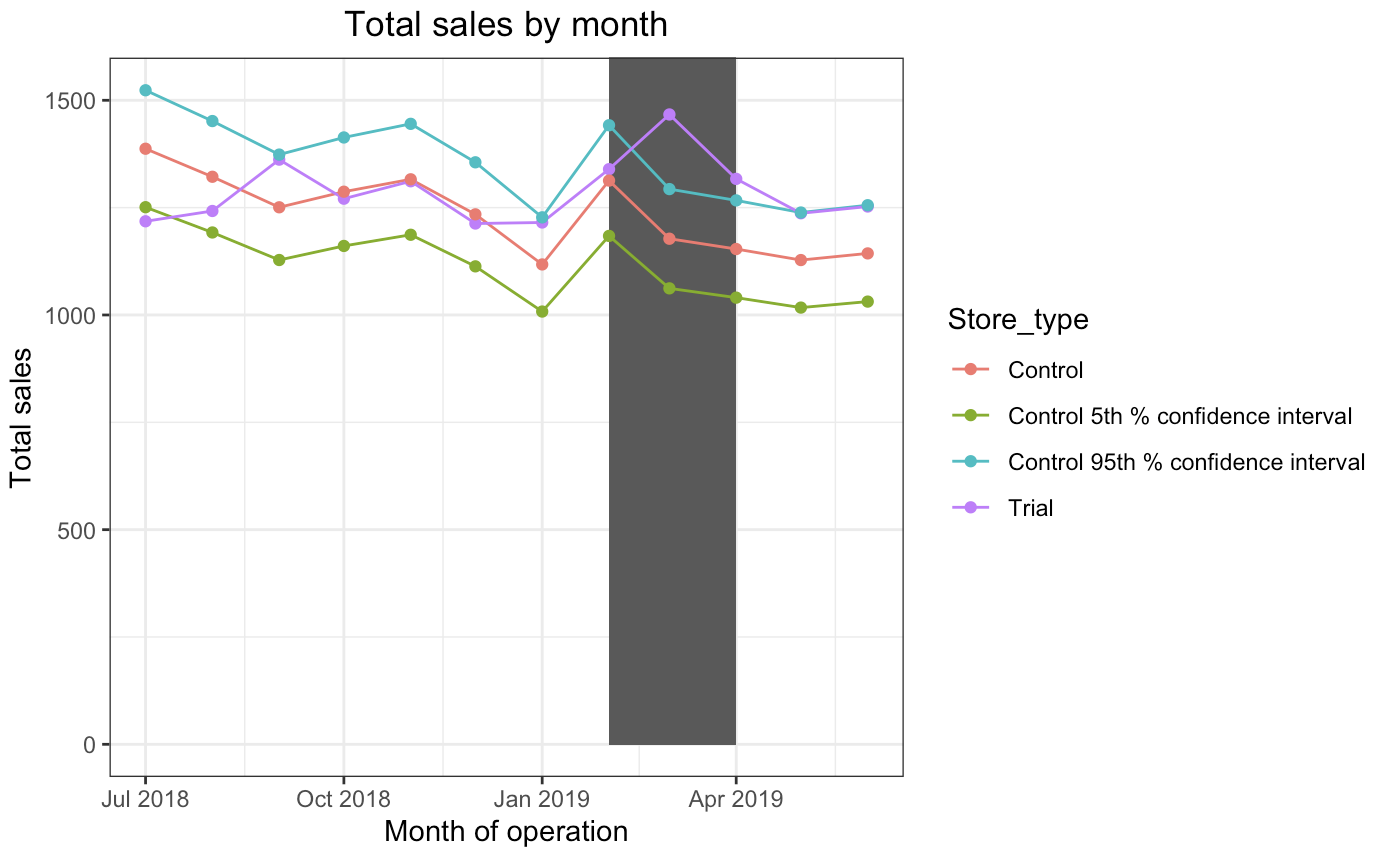 Total sales by month
Total sales
1500
1000
500
0
Jul 2018
Oct 2018
Jan 2019
Apr 2019
Month of operation
Store_type
Control
Control 5th % confidence interval
Control 95th % confidence interval
Trial